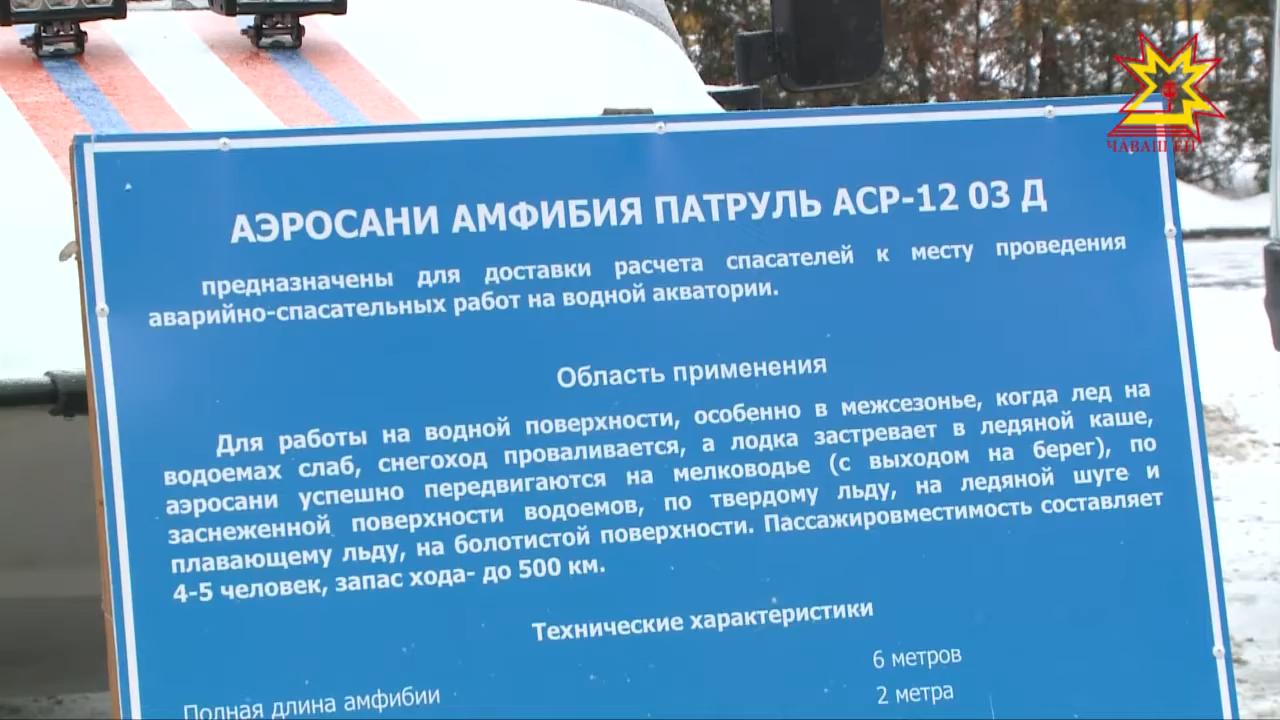 ЧАВАШ ЕН
АЭРОСАНИ АМФИБИЯ ПАТРУЛЬ АСР-12 03 Д
предназначены для доставки расчета спасателей к месту проведения
аварийно-спасательных работ на водной акватории.
Область применения
Для работы на водной поверхности, особенно в межсезонье, когда лед на
водоемах слаб, снегоход проваливается, а лодка застревает в ледяной каше,
аэросани успешно передвигаются на мелководье (с выходом на берег), по
заснеженной поверхности водоемов, по твердому льду, на ледяной шуге и
плавающему льду, на болотистой поверхности. Пассажировместимость составляет
4-5 человек, запас хода- до 500 км.
Технические характеристики
6 метров
Полная длина амфибии
2 метра